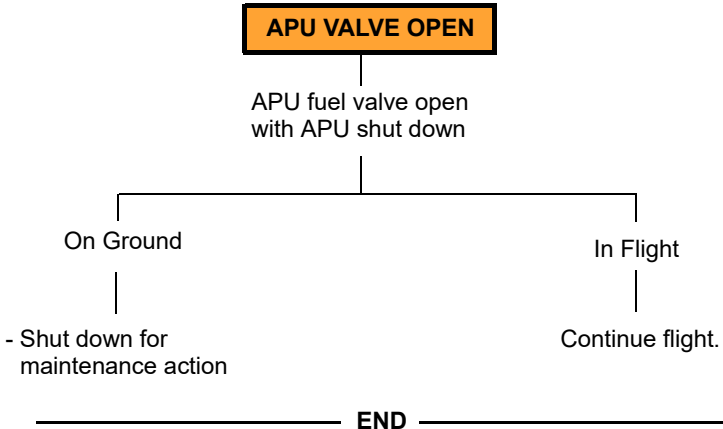 APU VALVE OPEN
APU fuel valve open
with APU shut down
On Ground
In Flight
- Shut down for
maintenance action
Continue flight.
END